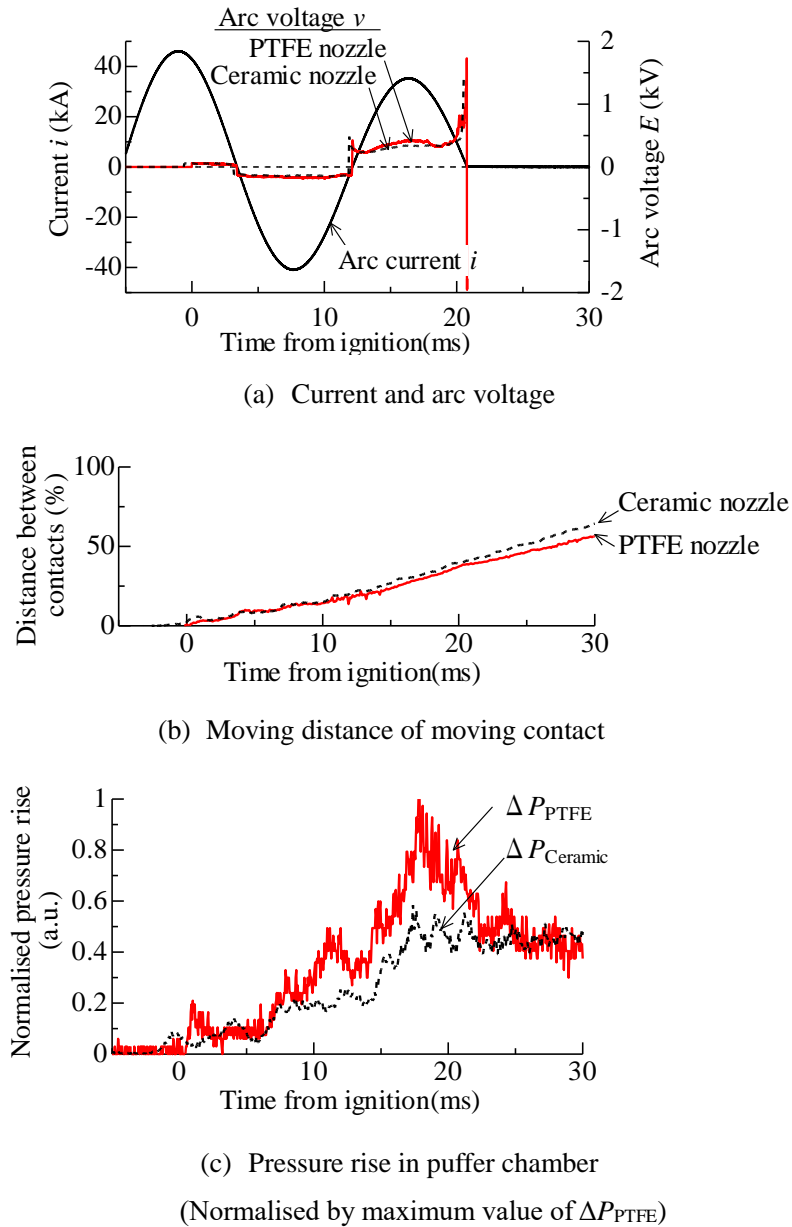 Arc voltage v
PTFE nozzle
Ceramic nozzle
Current i (kA)
40
20
0
-20
-40
2
1
0
-1
-2
Arc voltage E (kV)
Arc current i
0 10 20 30
Time from ignition(ms)
(a) Current and arc voltage
Distance between
contacts (%)
100
50
0
Ceramic nozzle
PTFE nozzle
0 10 20 30
Time from ignition(ms)
(b) Moving distance of moving contact
Normalised pressure rise
(a.u.)
1
0.8
0.6
0.4
0.2
0
ΔPPTFE
ΔPCeramic
0 10 20 30
Time from ignition(ms)
(c) Pressure rise in puffer chamber
(Normalised by maximum value of ΔPPTFE)